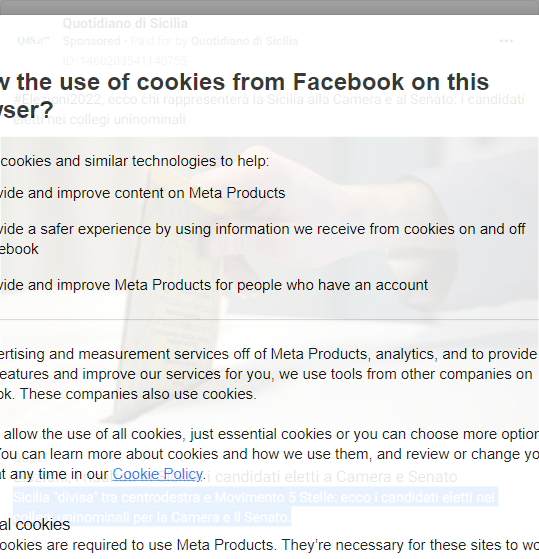 Quotidiano di Sicilia
QdS.it
Sponsored • Paid for by Quotidiano di Sicilia
ID: 1460203541140755
w the use of cookies from Facebook on this
wser?
#Elezioni2022, ecco chi rappresenterà la Sicilia alla Camera e al Senato: i candidati
eletti nei collegi uninominali
cookies and similar technologies to help:
vide and improve content on Meta Products
vide a safer experience by using information we receive from cookies on and off
ebook
vide and improve Meta Products for people who have an account
ertising and measurement services off of Meta Products, analytics, and to provide
features and improve our services for you, we use tools from other companies on
ok. These companies also use cookies.
allow the use of all cookies, just essential cookies or you can choose more option
You can learn more about cookies and how we use them, and review or change yo
t any time in our Cookie Policy.
i candidati eletti a Camera e Senato
Sicilia "divisa" tra centrodestra e Movimento 5 Stelle: ecco i candidati eletti nei
collegi uninominali per la Camera e il Senato.
al cookies
ookies are required to use Meta Products. They're necessary for these sites to wo